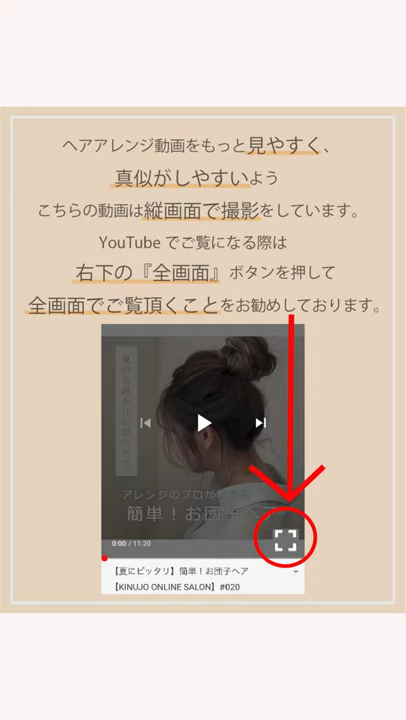 ヘアアレンジ動画をもっと見やすく、
真似がしやすいよう
こちらの動画は縦画面で撮影をしています。
YouTube でご覧になる際は
右下の『全画面』ボタンを押して
全画面でご覧頂くことをお勧めしております。
アレンジのプロが
簡単！お団子ヘア
0:00 / 11:20
【夏にピッタリ】簡単！お団子ヘア
【KINUJO ONLINE SALON】#020